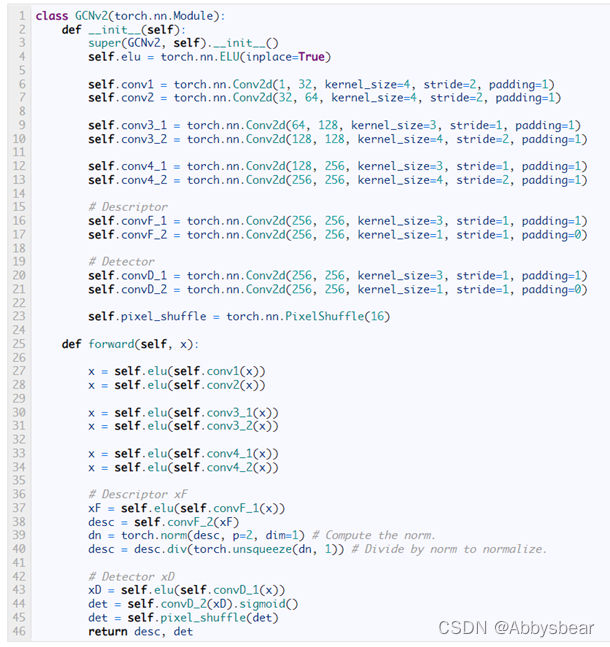 1 class GCNv2(torch.nn.Module):
2 def __init__(self):
3 super(GCNv2, self).__init__()
4 self.elu = torch.nn.ELU(inplace=True)
5
6 self.conv1 = torch.nn.Conv2d(1, 32, kernel_size=4, stride=2, padding=1)
7 self.conv2 = torch.nn.Conv2d(32, 64, kernel_size=4, stride=2, padding=1)
8
9 self.conv3_1 = torch.nn.Conv2d(64, 128, kernel_size=3, stride=1, padding=1)
10 self.conv3_2 = torch.nn.Conv2d(128, 128, kernel_size=4, stride=2, padding=1)
11
12 self.conv4_1 = torch.nn.Conv2d(128, 256, kernel_size=3, stride=1, padding=1)
13 self.conv4_2 = torch.nn.Conv2d(256, 256, kernel_size=4, stride=2, padding=1)
14
15 # Descriptor
16 self.convF_1 = torch.nn.Conv2d(256, 256, kernel_size=3, stride=1, padding=1)
17 self.convF_2 = torch.nn.Conv2d(256, 256, kernel_size=1, stride=1, padding=0)
18
19 # Detector
20 self.convD_1 = torch.nn.Conv2d(256, 256, kernel_size=3, stride=1, padding=1)
21 self.convD_2 = torch.nn.Conv2d(256, 256, kernel_size=1, stride=1, padding=0)
22
23 self.pixel_shuffle = torch.nn.PixelShuffle(16)
24
25 def forward(self, x):
26
27 x = self.elu(self.conv1(x))
28 x = self.elu(self.conv2(x))
29
30 x = self.elu(self.conv3_1(x))
31 x = self.elu(self.conv3_2(x))
32
33 x = self.elu(self.conv4_1(x))
34 x = self.elu(self.conv4_2(x))
35
36 # Descriptor xF
37 xF = self.elu(self.convF_1(x))
38 desc = self.convF_2(xF)
39 dn = torch.norm(desc, p=2, dim=1) # Compute the norm.
40 desc = desc.div(torch.unsqueeze(dn, 1)) # Divide by norm to normalize.
41
42 # Detector xD
43 xD = self.elu(self.convD_1(x))
44 det = self.convD_2(xD).sigmoid()
45 det = self.pixel_shuffle(det)
46 return desc, det
CSDN @Abbysbear